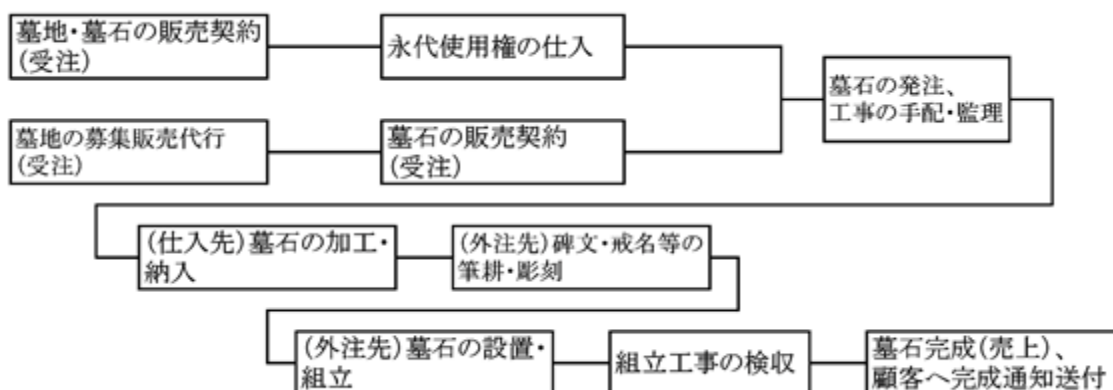 墓地・墓石の販売契約
(受注)
永代使用権の仕入
墓地の募集販売代行
(受注)
墓石の販売契約
(受注)
墓石の発注、
工事の手配・監理
(仕入先)墓石の加工・
納入
(外注先)碑文・戒名等の
筆耕・彫刻
(外注先)墓石の設置・
組立
組立工事の検収
墓石完成(売上)、
顧客へ完成通知送付